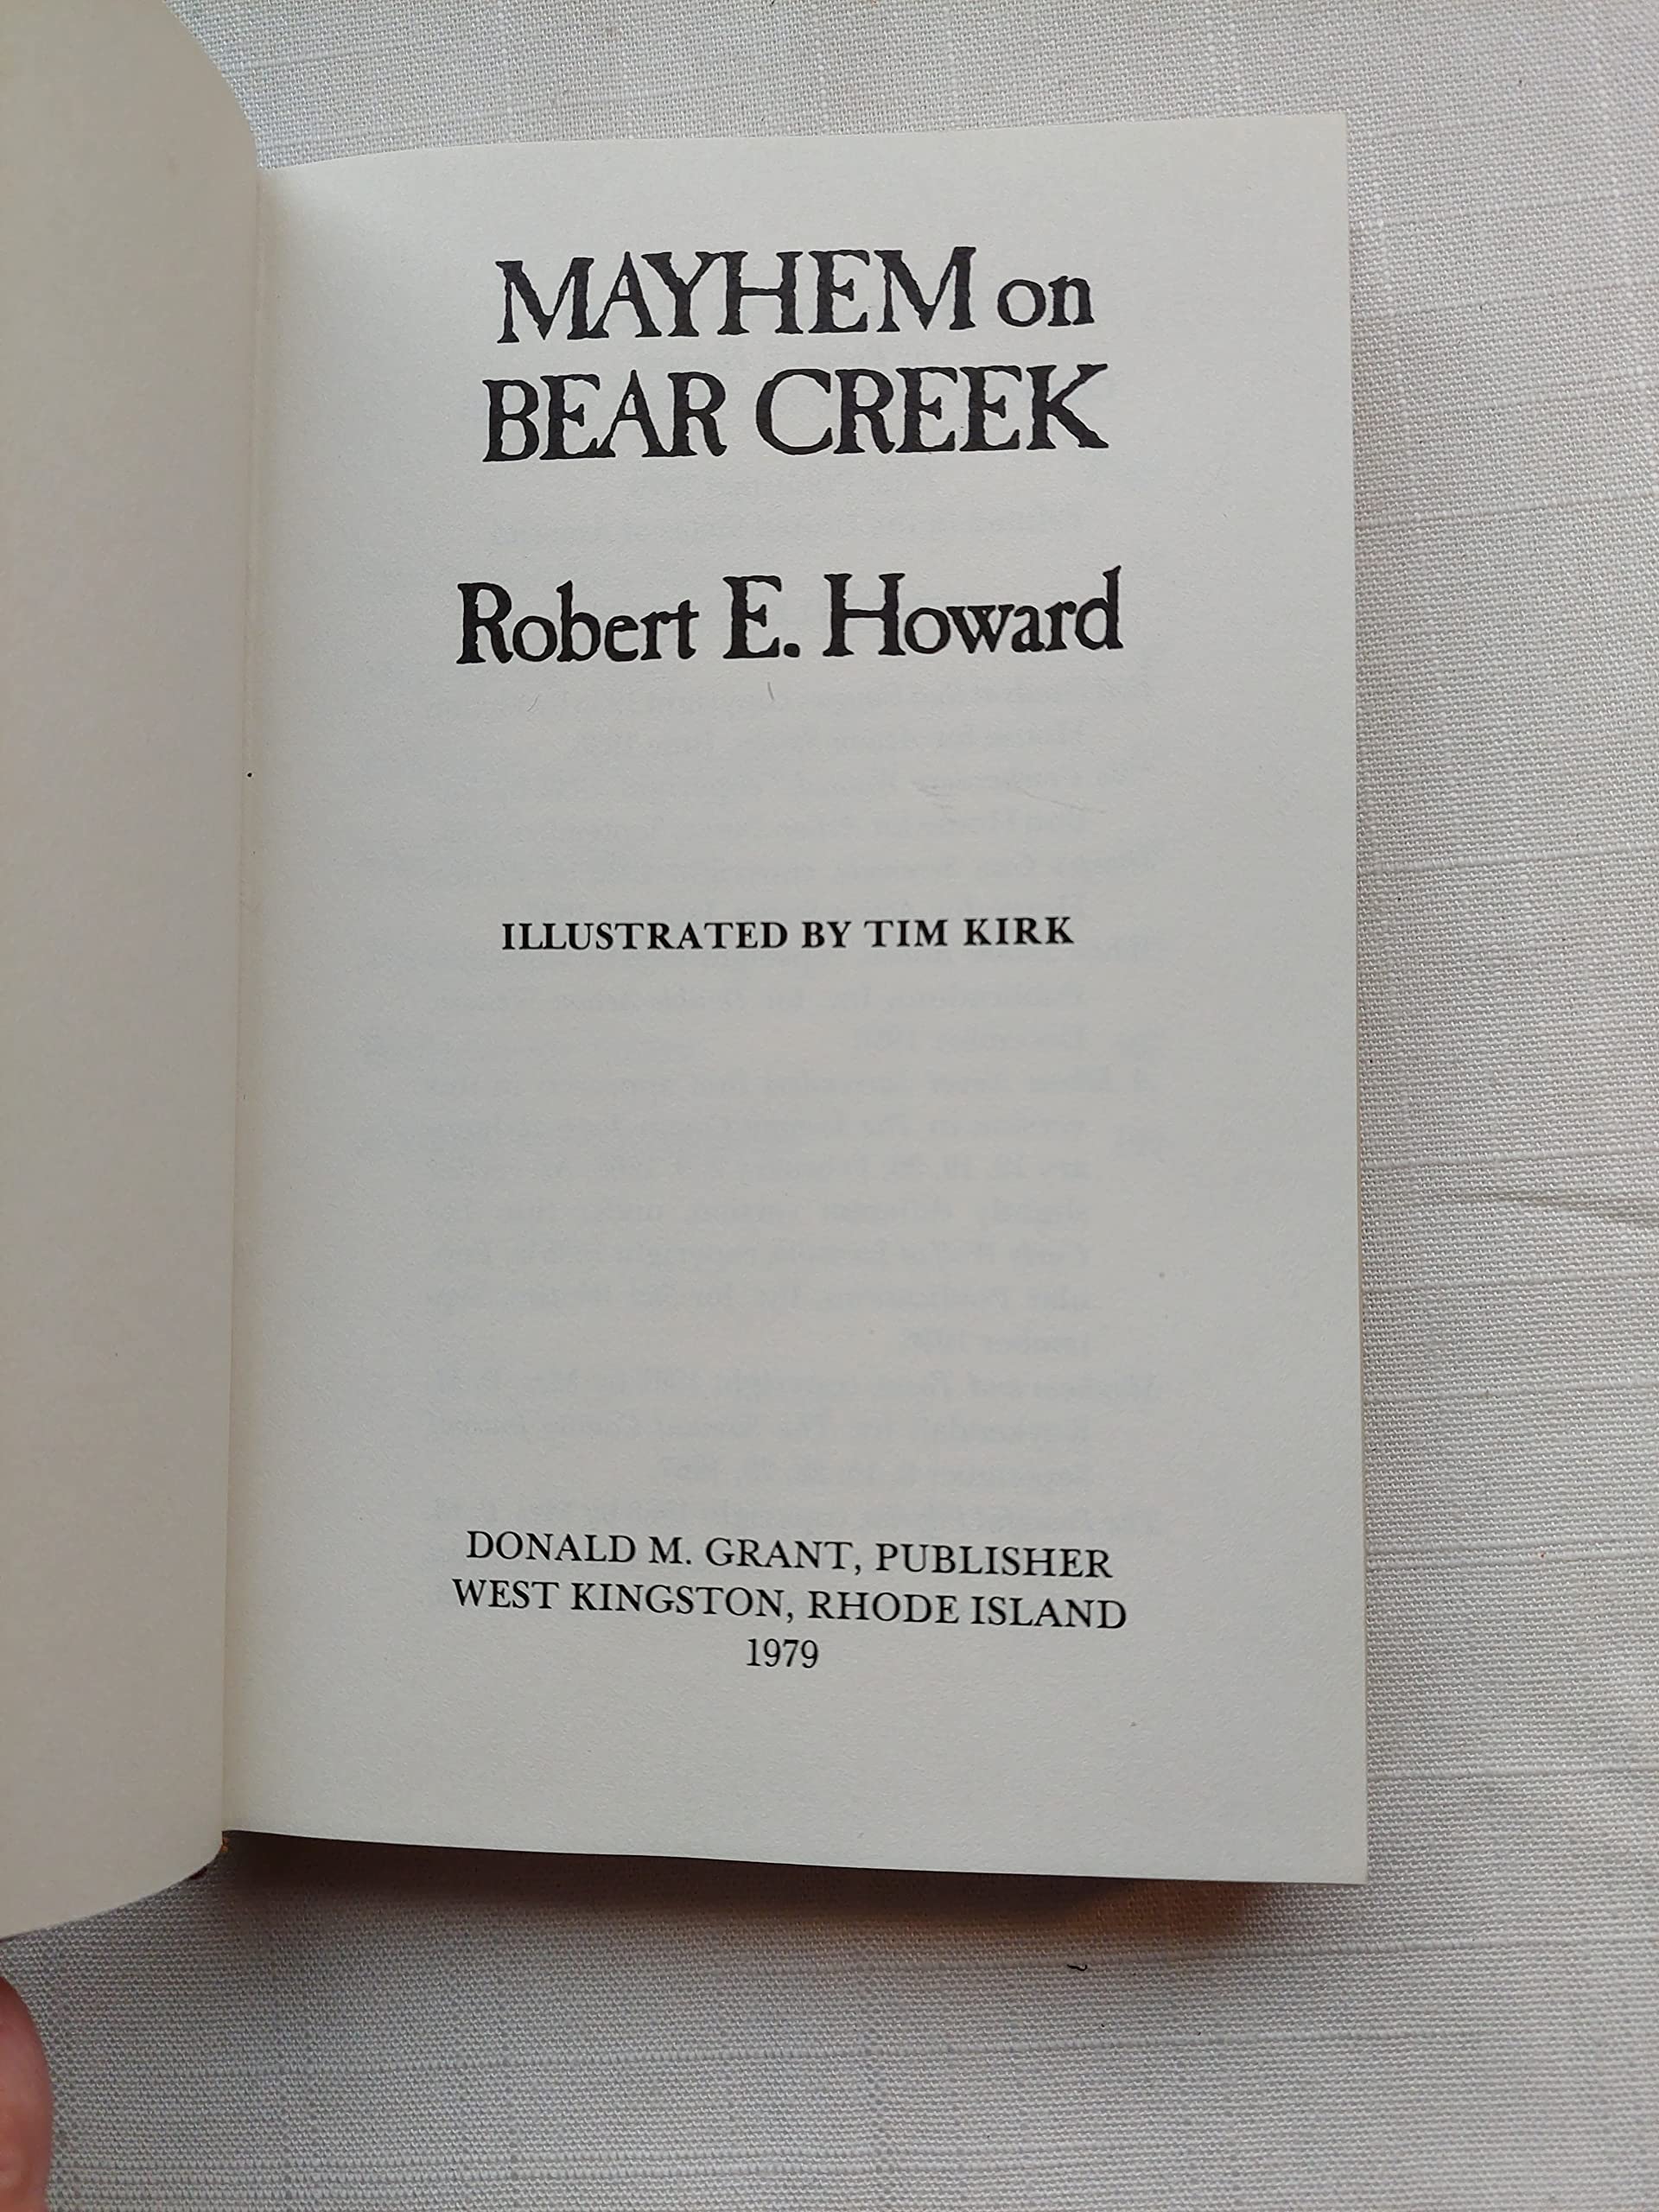 MAYHEM on
BEAR CREEK
Robert E. Howard
ILLUSTRATED BY TIM KIRK
DONALD M. GRANT, PUBLISHER
WEST KINGSTON, RHODE ISLAND
1979